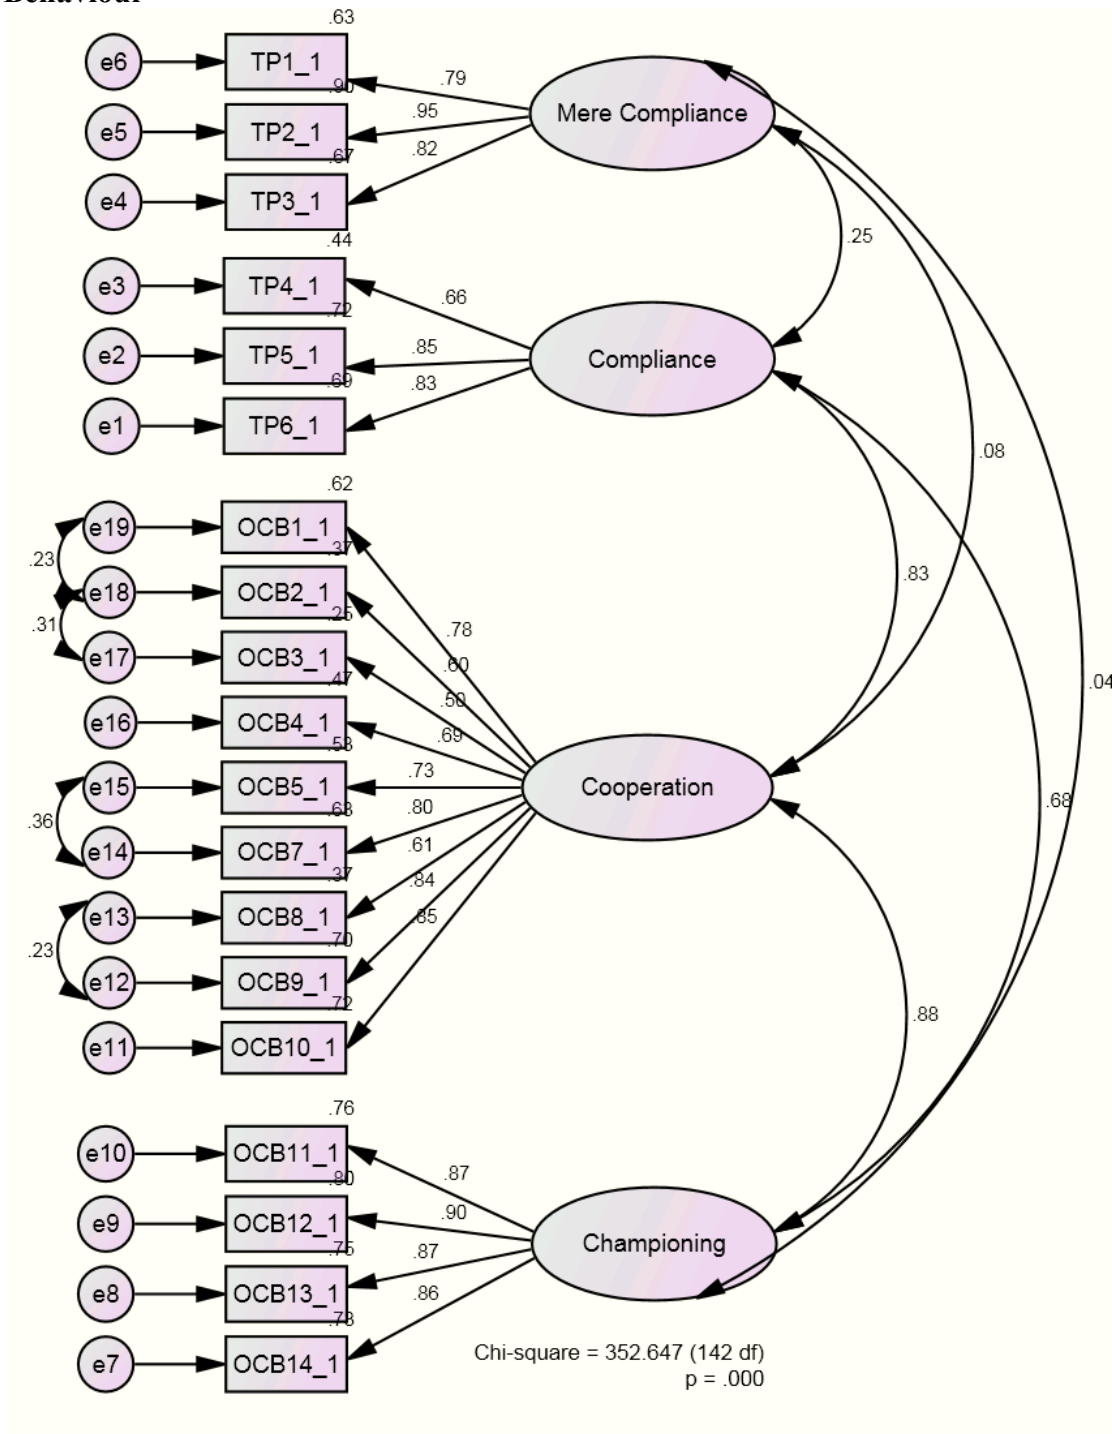 Behaviour
.63
e6 TP1_1 .79 Mere Compliance
.90
e5 TP2_1 .95
.67
e4 TP3_1 .82
.44
.25
e3 TP4_1 .66
.72
e2 TP5_1 .85 Compliance
.69
e1 TP6_1 .83
.08
.62
e19 OCB1_1 .78
.37
.23
.83
e18 OCB2_1 .60
.25
.31
e17 OCB3_1 .50
.47
.04
e16 OCB4_1 .69
.53
e15 OCB5_1 .73 Cooperation
.63
.68
.36
e14 OCB7_1 .80
.37
e13 OCB8_1 .61
.70
.23
e12 OCB9_1 .84
.72
.88
e11 OCB10_1 .85
.76
e10 OCB11_1 .87
.80
e9 OCB12_1 .90 Championing
.75
e8 OCB13_1 .87
.73
e7 OCB14_1 .86
Chi-square = 352.647 (142 df)
p = .000